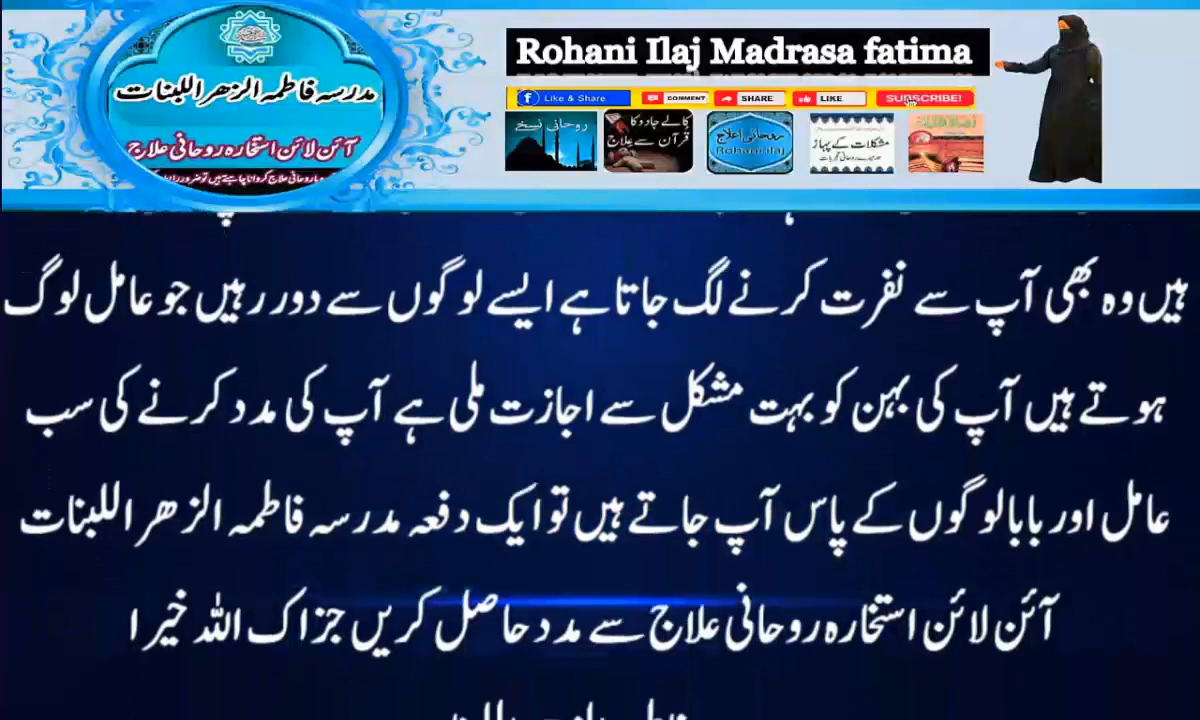 مدرسہ فاطمہ الزھرا اللبنات
آئن لائن استخارہ روحانی علاج
Rohani Ilaj Madrasa fatima
Like & Share
COMMENT
SHARE
LIKE
SUBSCRIBE!
روحانی نسخے
کالے جادو کا
قرآن سے علاج
روحانی علاج
Rohani ilaj
مشکلات کے پہاڑ
ہیں وہ بھی آپ سے نفرت کرنے لگ جاتا ہے ایسے لوگوں سے دور رہیں جو عامل لوگ
ہوتے ہیں آپ کی بہن کو بہت مشکل سے اجازت ملی ہے آپ کی مدد کرنے کی سب
عامل اور بابا لوگوں کے پاس آپ جاتے ہیں تو ایک دفعہ مدرسہ فاطمہ الزھرا اللبنات
آئن لائن استخارہ روحانی علاج سے مدد حاصل کریں جزاک اللہ خیرا